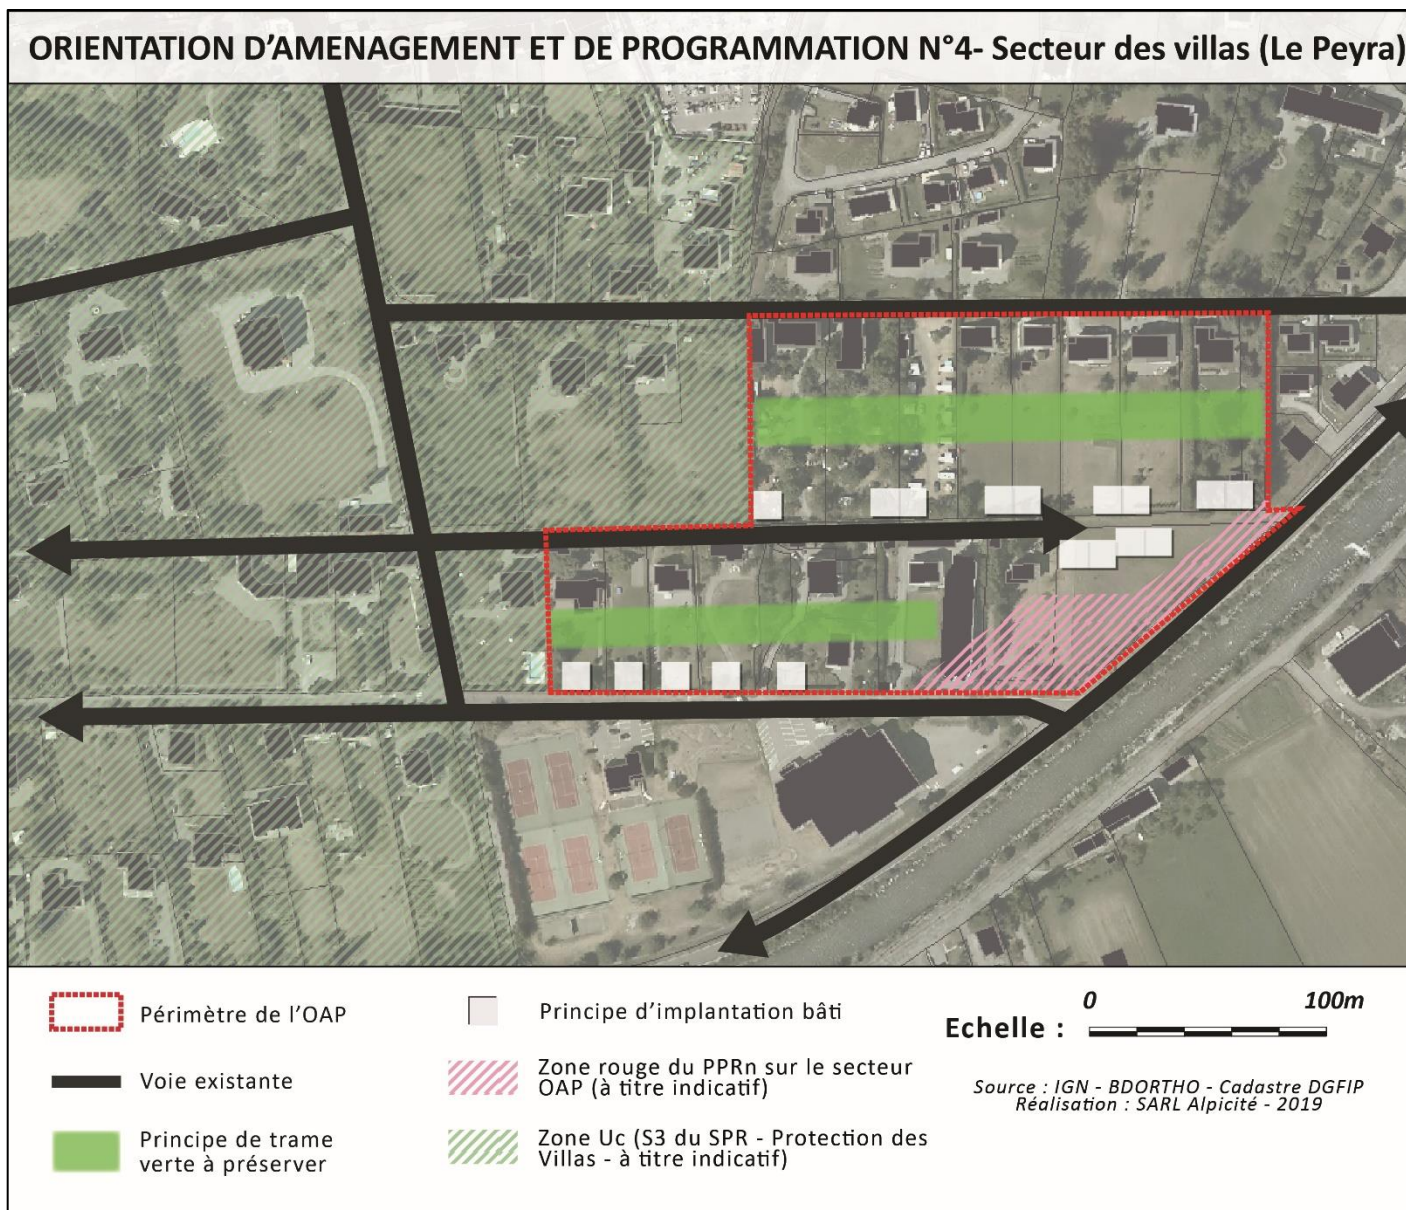 ORIENTATION D'AMENAGEMENT ET DE PROGRAMMATION N°4- Secteur des villas (Le Peyra)
Périmètre de l'OAP
Voie existante
Principe de trame
verte à préserver
Principe d'implantation bâti
Zone rouge du PPRn sur le secteur
OAP (à titre indicatif)
Zone Uc (S3 du SPR - Protection des
Villas - à titre indicatif)
0 100m
Echelle :
Source : IGN - BDORTHO - Cadastre DGFIP
Réalisation : SARL Alpicité - 2019